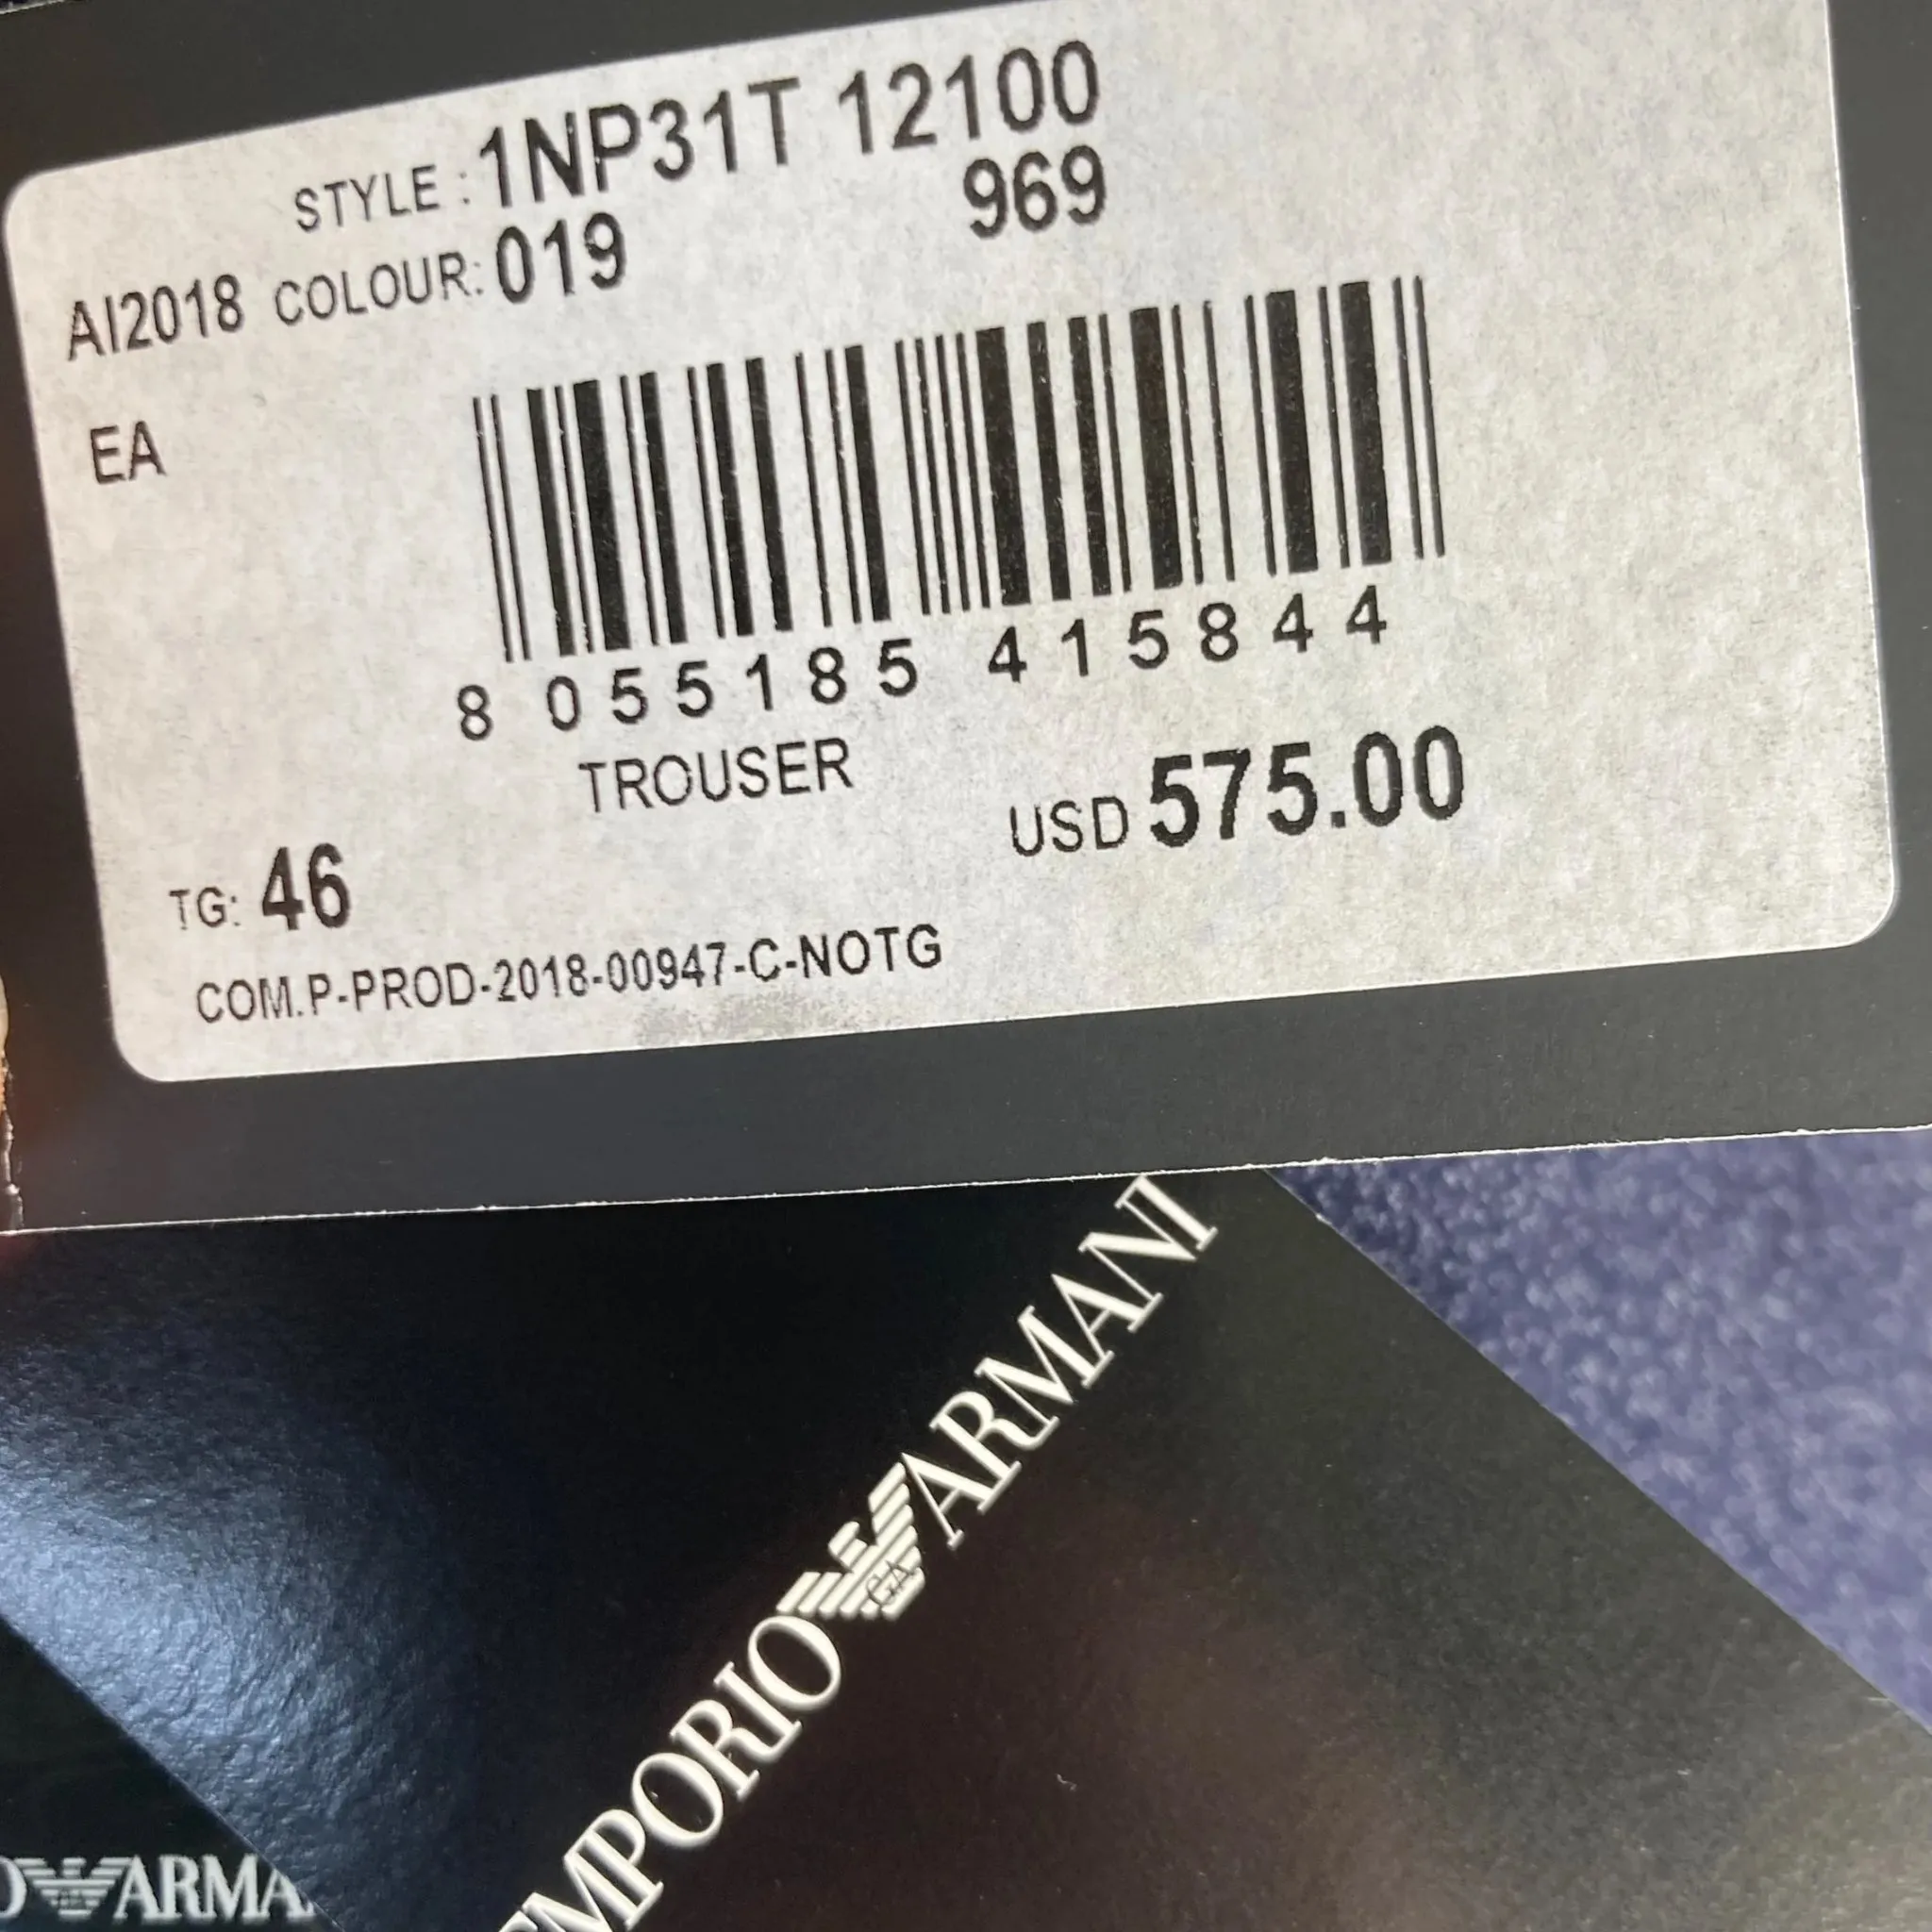 STYLE : 1NP31T 12100
969
AI2018 COLOUR: 019
EA
8 055185 415844
TROUSER
USD 575.00
TG: 46
COM.P-PROD-2018-00947-C-NOTG
EMPORIO GA ARMANI
O ARMA